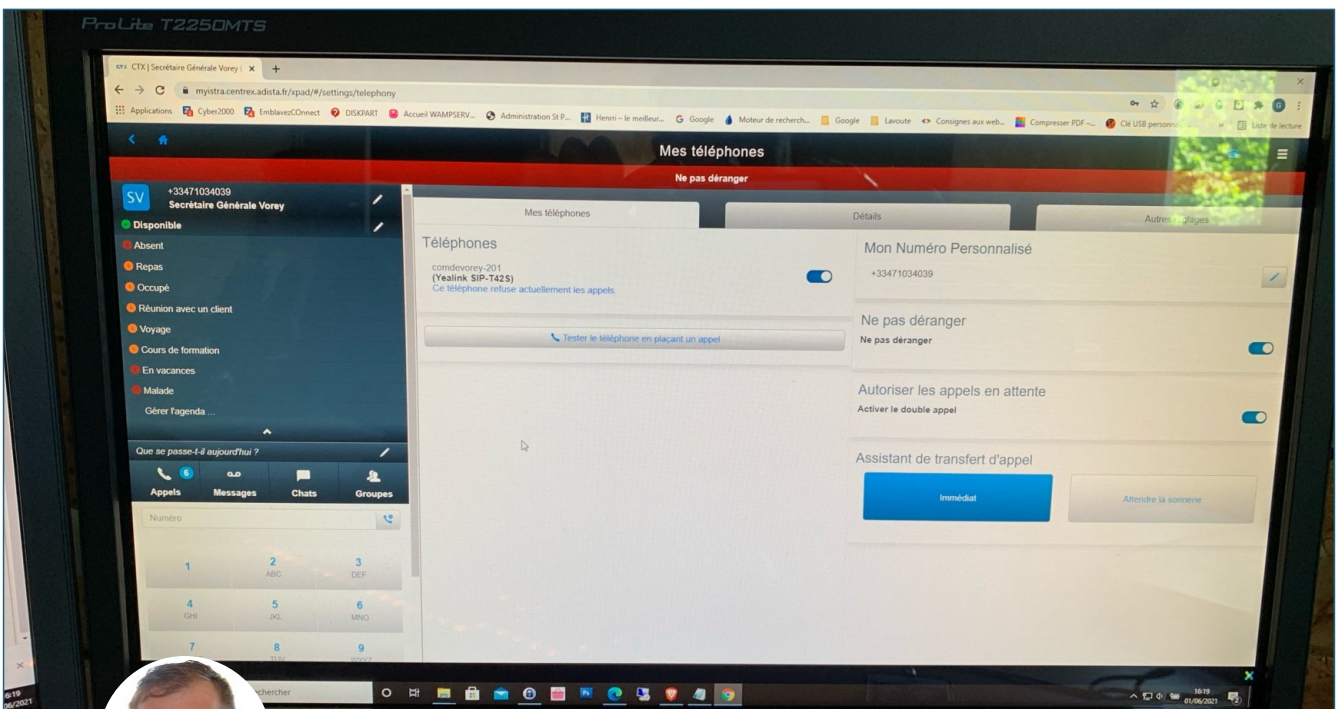 ProLite T2250MTS
CTX | Secrétaire Générale Vorey |
myistra.centrex.adista.fr/xpad/#/settings/telephony
Applications Cyber2000 EmblavezCOnnect DISKPART Accueil WAMPSERV... Administration St P... Henrri – le meilleur... Google Moteur de recherch... Google Lavoute Consignes aux web... Compresser PDF –... Clé USB Liste de lecture
Mes téléphones
Ne pas déranger
SV
+33471034039
Secrétaire Générale Vorey
Disponible
Absent
Repas
Occupé
Réunion avec un client
Voyage
Cours de formation
En vacances
Malade
Gérer l'agenda ...
Que se passe-t-il aujourd'hui ?
6
Appels Messages Chats Groupes
Numéro
1 2 3
ABC DEF
4 5 6
GHI JKL MNO
7 8 9
Mes téléphones Détails Autres réglages
Téléphones
comdevorey-201
(Yealink SIP-T42S)
Ce téléphone refuse actuellement les appels.
Tester le téléphone en plaçant un appel
Mon Numéro Personnalisé
+33471034039
Ne pas déranger
Ne pas déranger
Autoriser les appels en attente
Activer le double appel
Assistant de transfert d'appel
Immédiat Attendre la sonnerie
16:19
01/06/2021